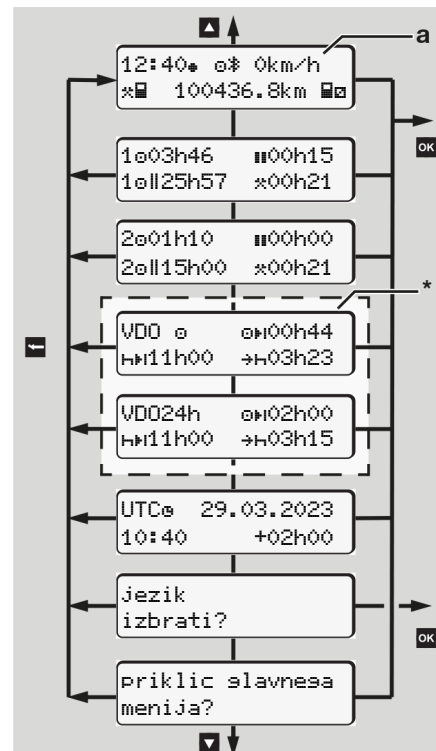 a
12:40 0km/h
100436.8km
OK
1 03h46 00h15
1 25h57 00h21
2 01h10 00h00
2 15h00 00h21
*
VDO 00h44
11h00 03h23
VDO24h 02h00
11h00 03h15
UTC 29.03.2023
10:40 +02h00
jezik
izbrati?
OK
priklic glavnega
menija?